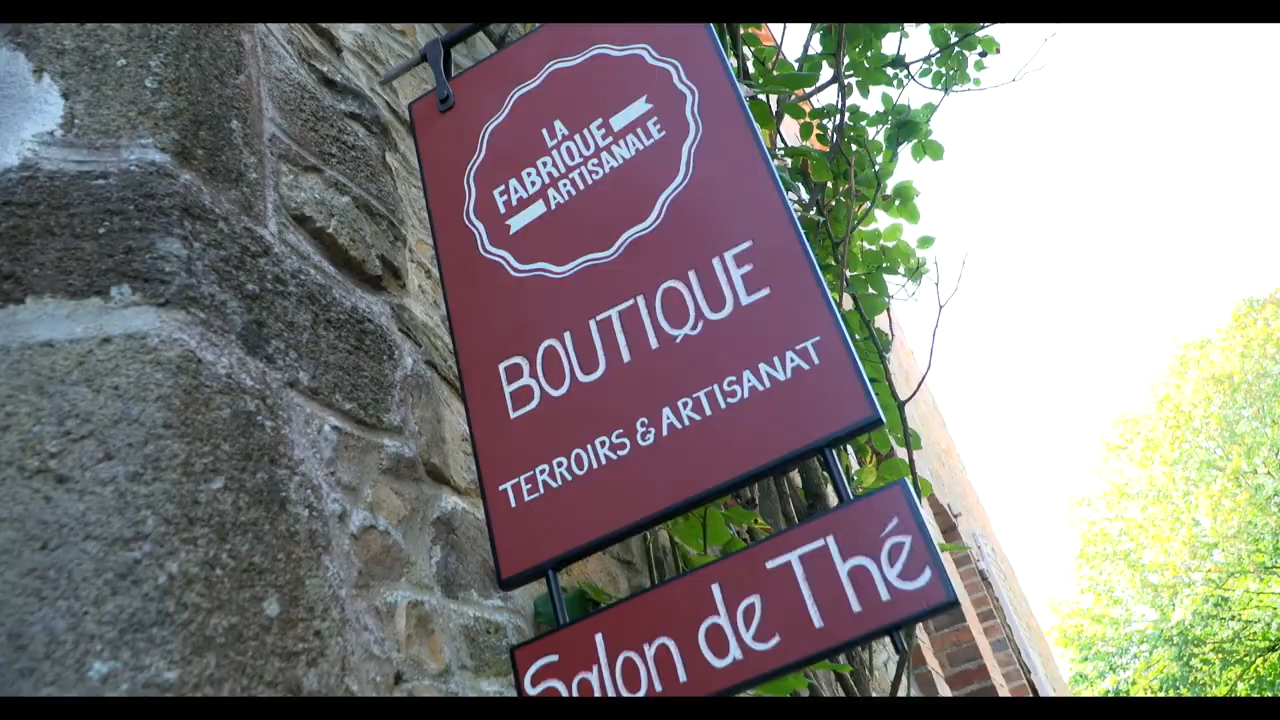 LA
FABRIQUE
ARTISANALE
BOUTIQUE
TERROIRS & ARTISANAT
Salon de Thé